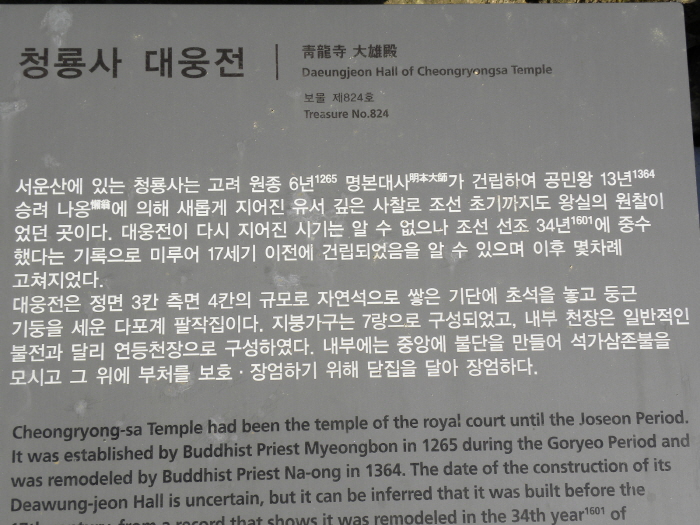 청룡사 대웅전
靑龍寺 大雄殿
Daeungjeon Hall of Cheongryongsa Temple
보물 제824호
Treasure No.824
서운산에 있는 청룡사는 고려 원종 6년1265 명본대사明本大師가 건립하여 공민왕 13년1364
승려 나옹懶翁에 의해 새롭게 지어진 유서 깊은 사찰로 조선 초기까지도 왕실의 원찰이
었던 곳이다. 대웅전이 다시 지어진 시기는 알 수 없으나 조선 선조 34년1601에 중수
했다는 기록으로 미루어 17세기 이전에 건립되었음을 알 수 있으며 이후 몇차례
고쳐지었다.
대웅전은 정면 3칸 측면 4칸의 규모로 자연석으로 쌓은 기단에 초석을 놓고 둥근
기둥을 세운 다포계 팔작집이다. 지붕가구는 7량으로 구성되었고, 내부 천장은 일반적인
불전과 달리 연등천장으로 구성하였다. 내부에는 중앙에 불단을 만들어 석가삼존불을
모시고 그 위에 부처를 보호·장엄하기 위해 닫집을 달아 장엄하다.
Cheongryong-sa Temple had been the temple of the royal court until the Joseon Period.
It was established by Buddhist Priest Myeongbon in 1265 during the Goryeo Period and
was remodeled by Buddhist Priest Na-ong in 1364. The date of the construction of its
Deawung-jeon Hall is uncertain, but it can be inferred that it was built before the
17th century, from a record that shows it was remodeled in the 34th year1601 of